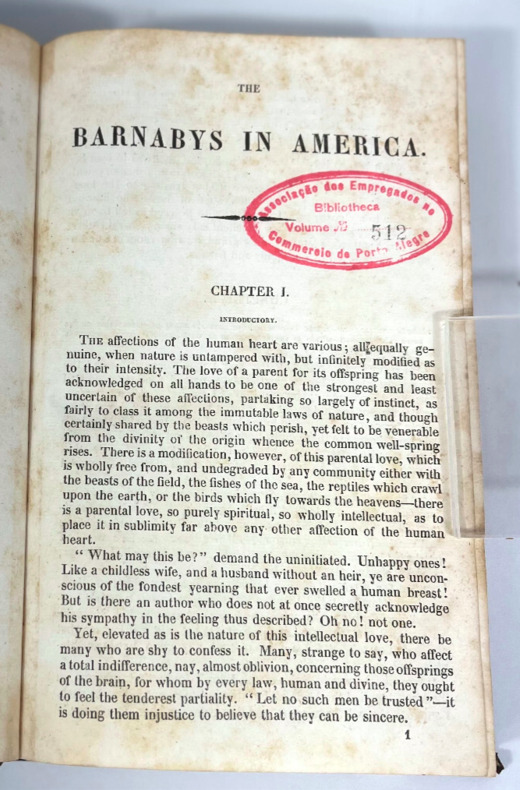 THE
BARNABYS IN AMERICA.
Associação dos Empregados no
Bibliotheca
Volume № 512
Commercio de Porto Alegre
CHAPTER I.
INTRODUCTORY.
THE affections of the human heart are various; all equally ge-
nuine, when nature is untampered with, but infinitely modified as
to their intensity. The love of a parent for its offspring has been
acknowledged on all hands to be one of the strongest and least
uncertain of these affections, partaking so largely of instinct, as
fairly to class it among the immutable laws of nature, and though
certainly shared by the beasts which perish, yet felt to be venerable
from the divinity of the origin whence the common well-spring
rises. There is a modification, however, of this parental love, which
is wholly free from, and undegraded by any community either with
the beasts of the field, the fishes of the sea, the reptiles which crawl
upon the earth, or the birds which fly towards the heavens—there
is a parental love, so purely spiritual, so wholly intellectual, as to
place it in sublimity far above any other affection of the human
heart.
“ What may this be?” demand the uninitiated. Unhappy ones!
Like a childless wife, and a husband without an heir, ye are uncon-
scious of the fondest yearning that ever swelled a human breast!
But is there an author who does not at once secretly acknowledge
his sympathy in the feeling thus described? Oh no! not one.
Yet, elevated as is the nature of this intellectual love, there be
many who are shy to confess it. Many, strange to say, who affect
a total indifference, nay, almost oblivion, concerning those offsprings
of the brain, for whom by every law, human and divine, they ought
to feel the tenderest partiality. “ Let no such men be trusted”—it
is doing them injustice to believe that they can be sincere.
1